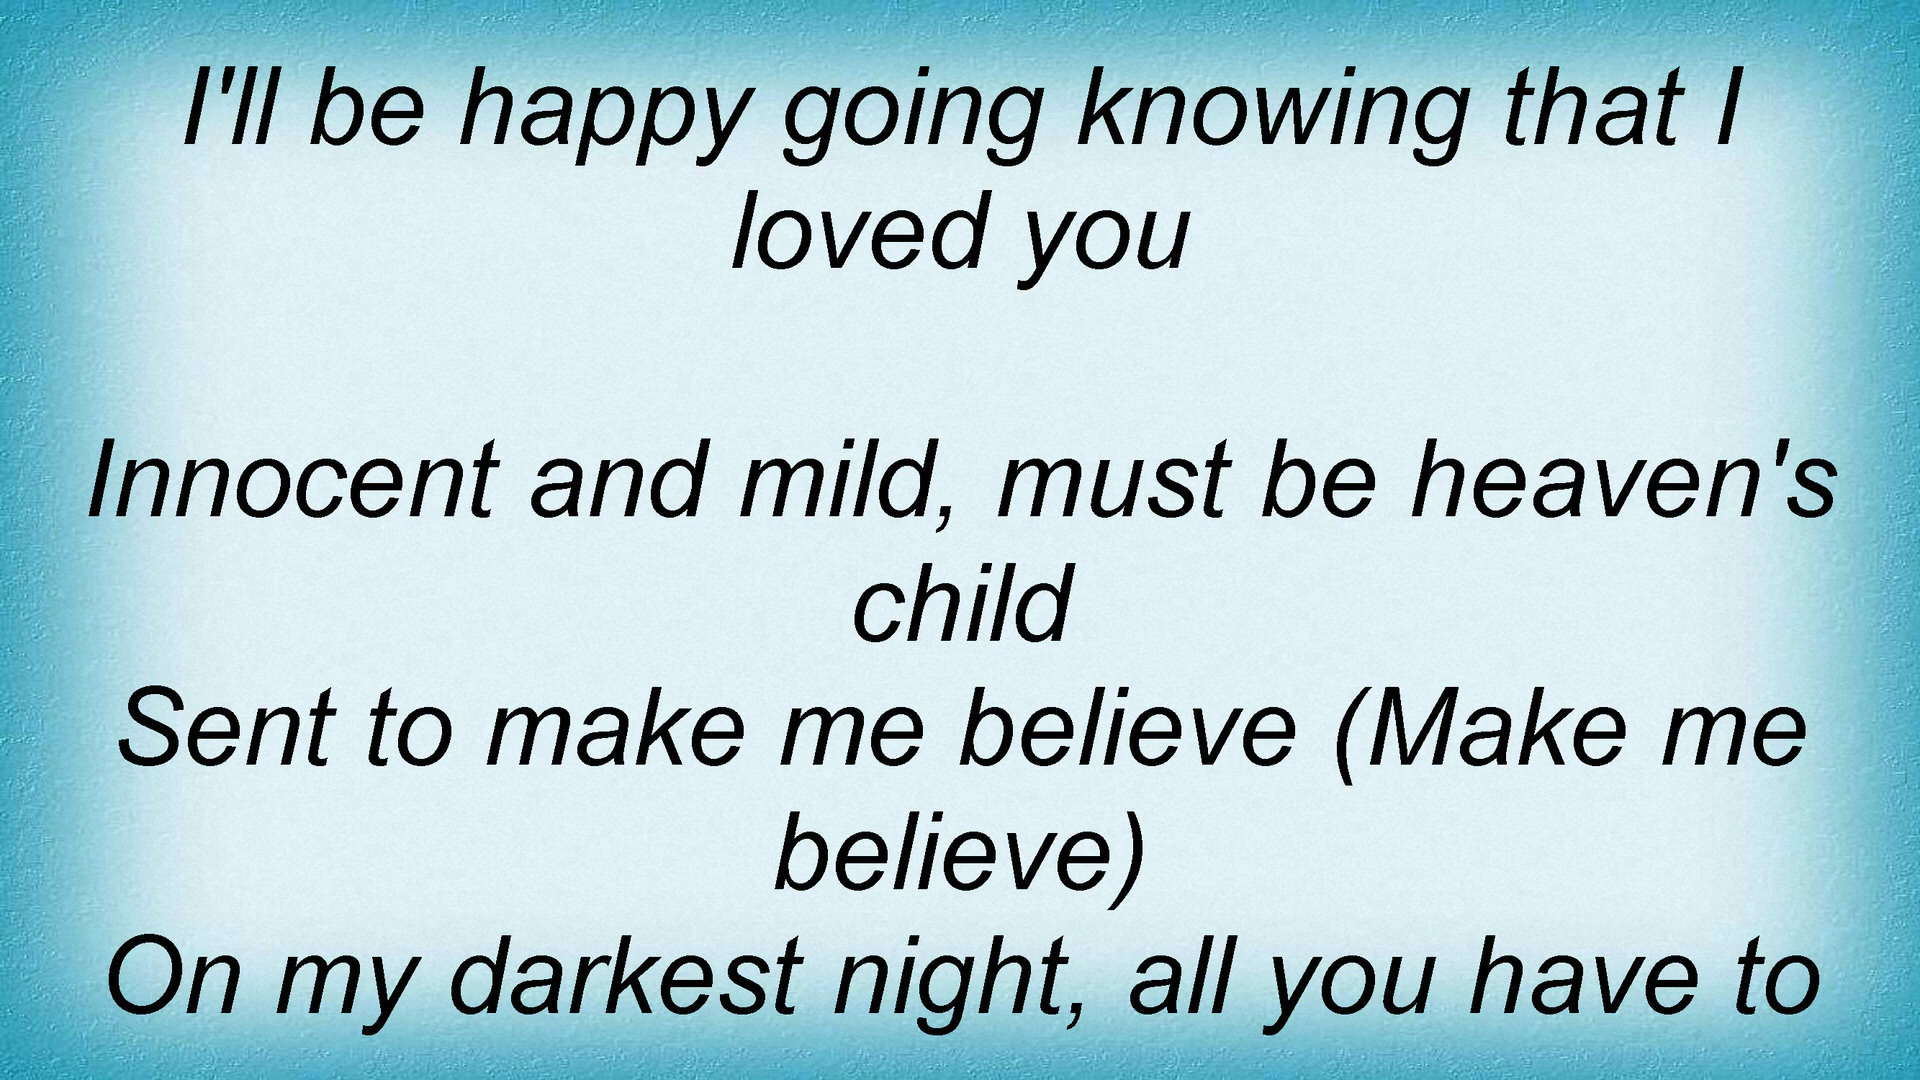 I'll be happy going knowing that I
loved you
Innocent and mild, must be heaven's
child
Sent to make me believe (Make me
believe)
On my darkest night, all you have to